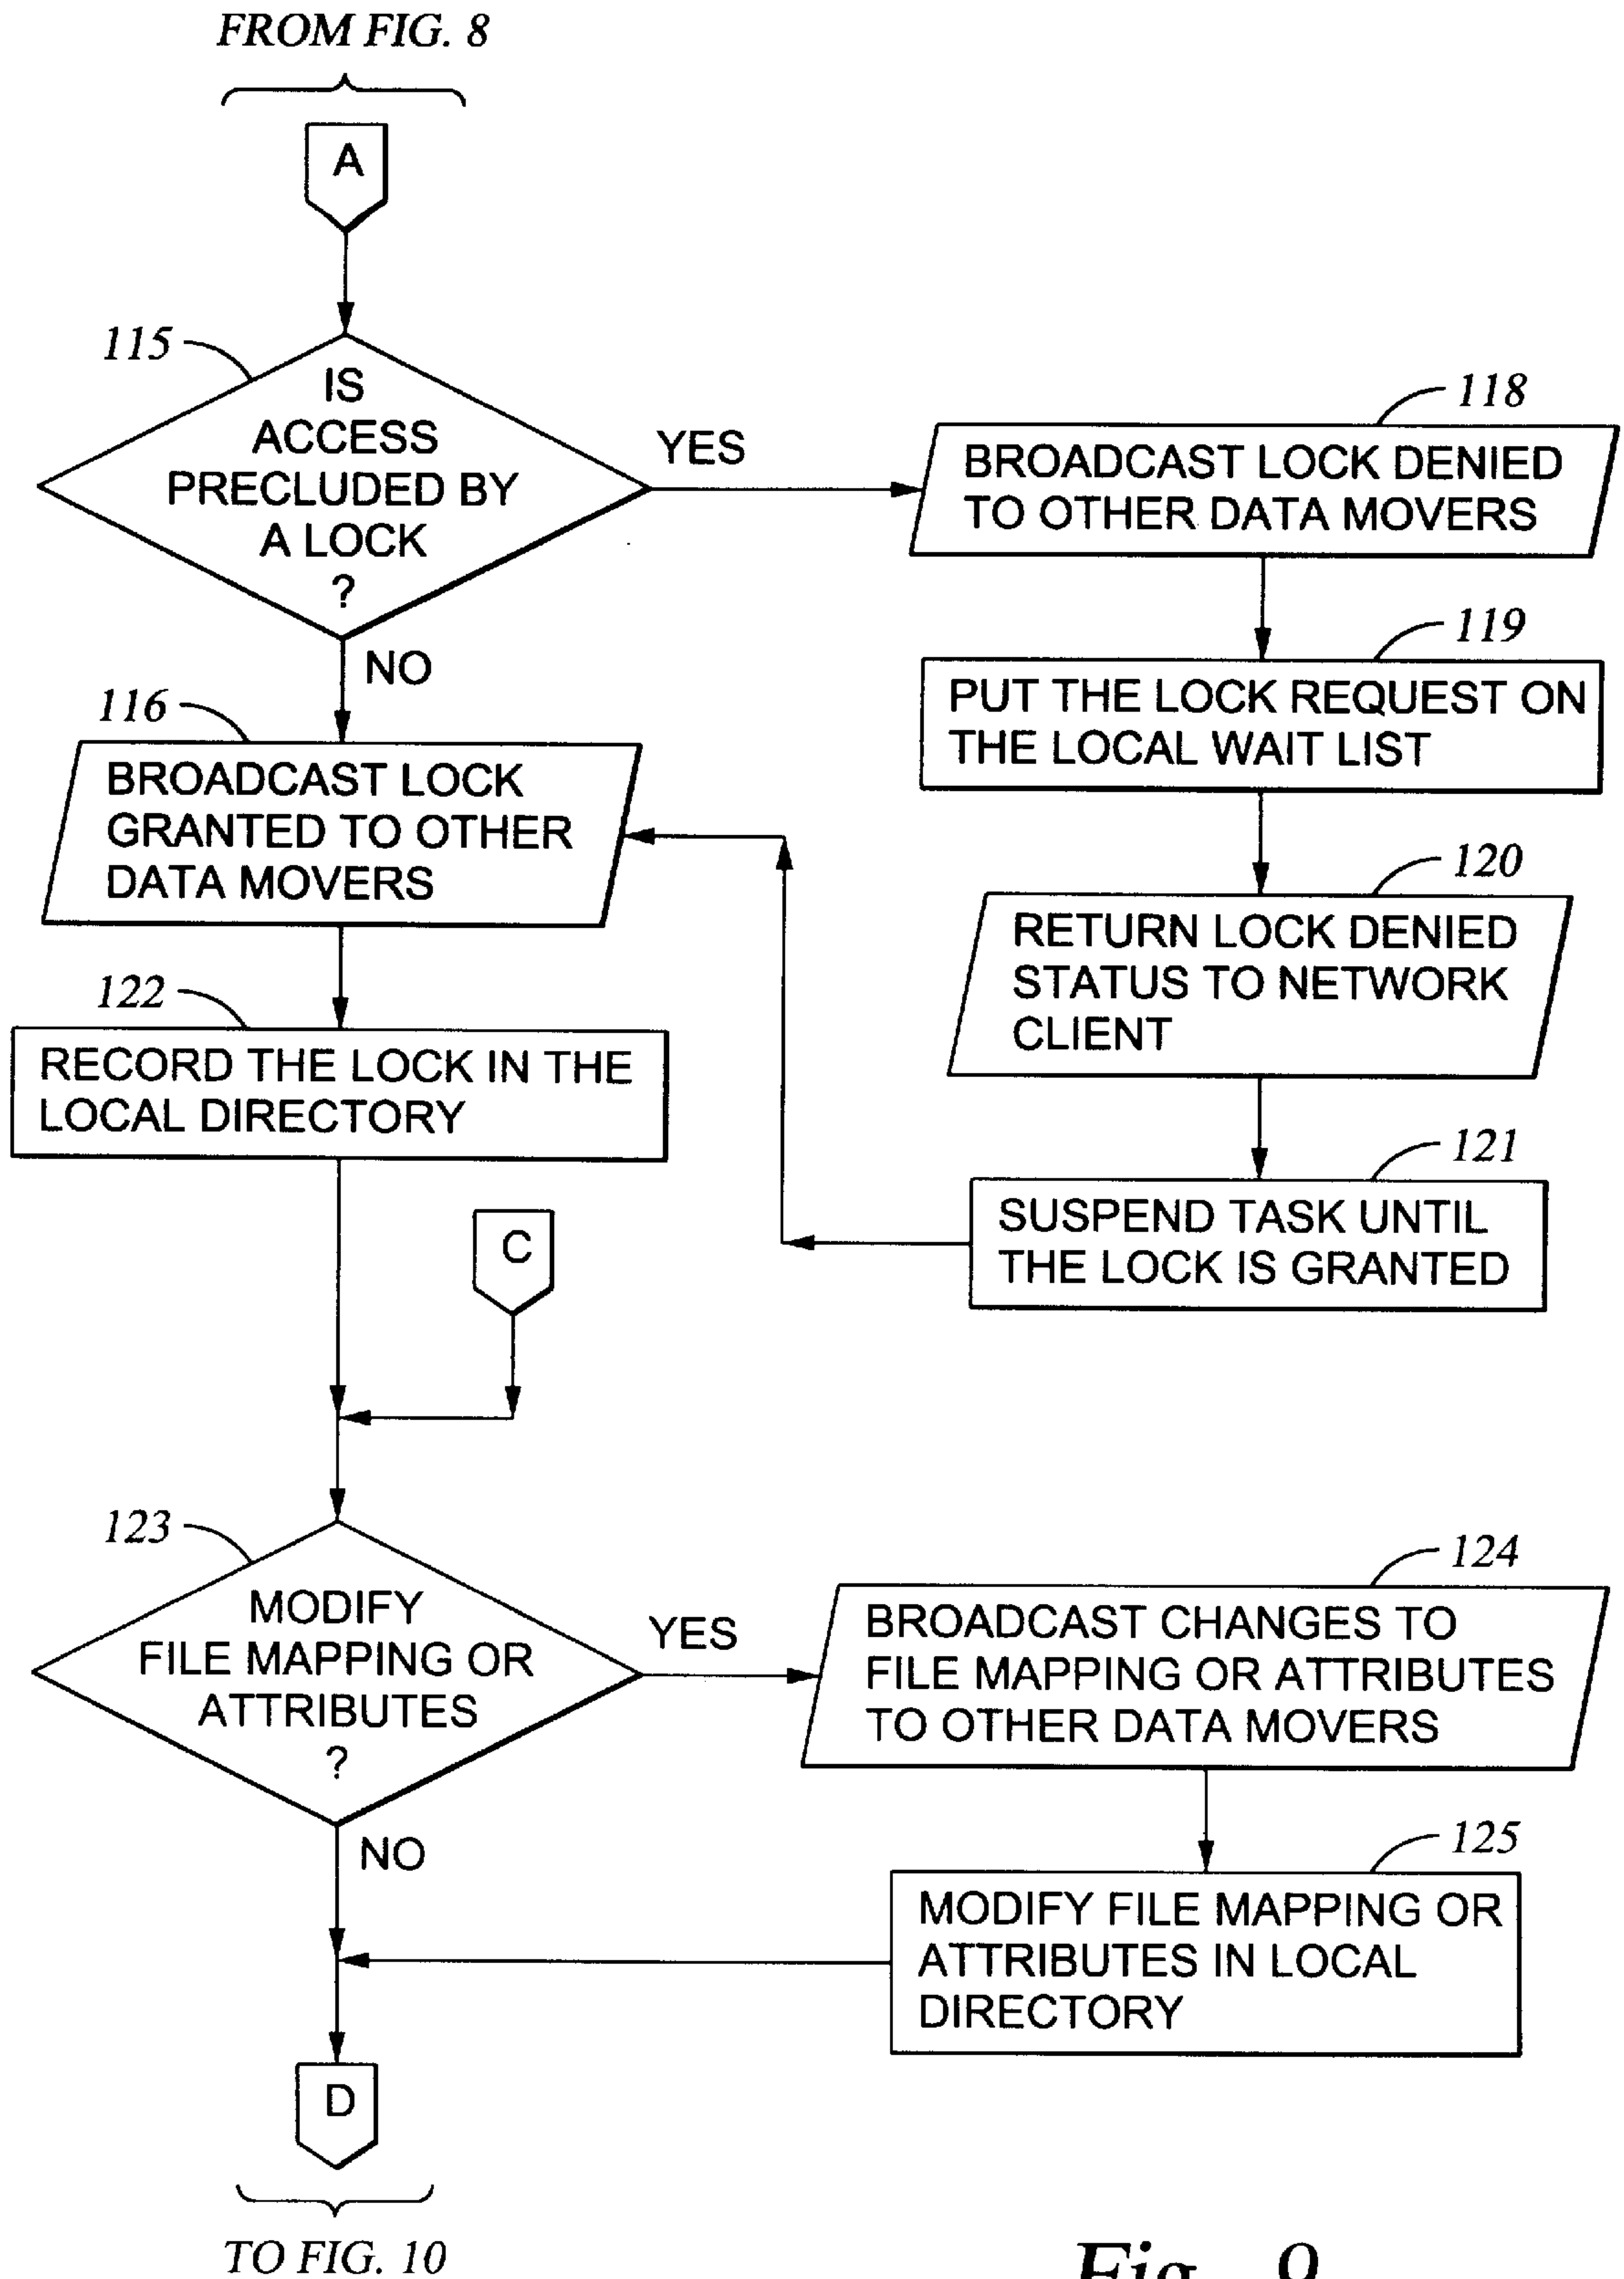 FROM FIG. 8
A
115
IS
ACCESS
PRECLUDED BY
A LOCK
?
YES
NO
118
BROADCAST LOCK DENIED
TO OTHER DATA MOVERS
119
PUT THE LOCK REQUEST ON
THE LOCAL WAIT LIST
116
BROADCAST LOCK
GRANTED TO OTHER
DATA MOVERS
120
RETURN LOCK DENIED
STATUS TO NETWORK
CLIENT
122
RECORD THE LOCK IN THE
LOCAL DIRECTORY
121
SUSPEND TASK UNTIL
THE LOCK IS GRANTED
C
123
MODIFY
FILE MAPPING OR
ATTRIBUTES
?
YES
NO
124
BROADCAST CHANGES TO
FILE MAPPING OR ATTRIBUTES
TO OTHER DATA MOVERS
125
MODIFY FILE MAPPING OR
ATTRIBUTES IN LOCAL
DIRECTORY
D
TO FIG. 10
Fig. 9